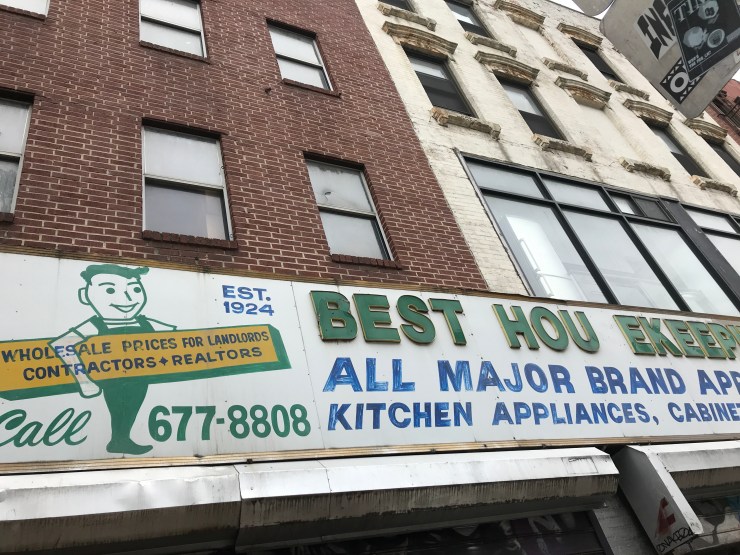 EST.
1924
WHOLESALE PRICES FOR LANDLORDS
CONTRACTORS + REALTORS
Call 677-8808
BEST HOU EKEEP
ALL MAJOR BRAND APP
KITCHEN APPLIANCES, CABINE